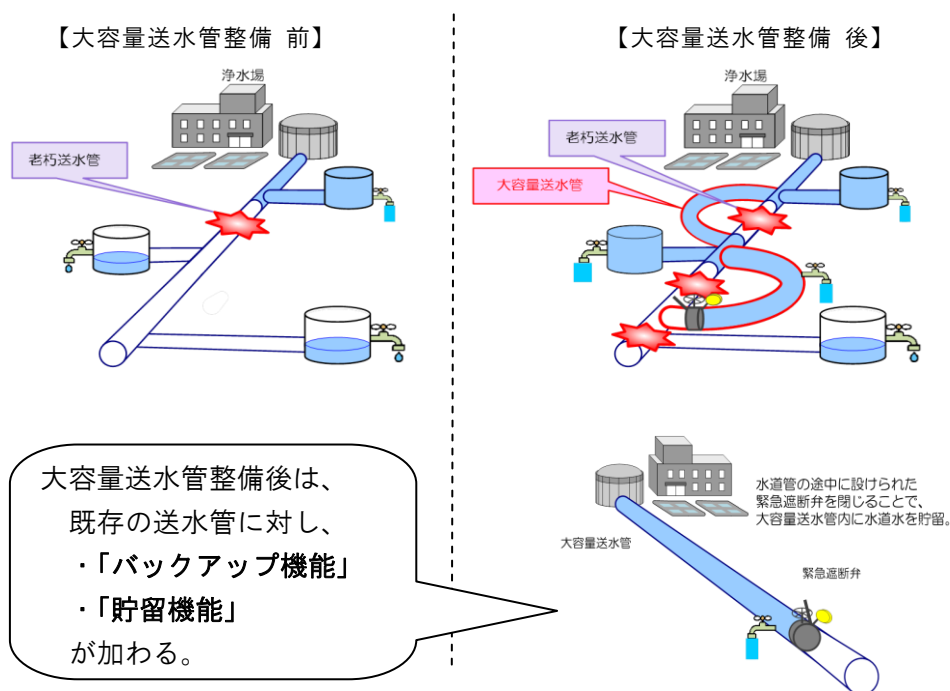 【大容量送水管整備 前】
浄水場
老朽送水管
【大容量送水管整備 後】
浄水場
老朽送水管
大容量送水管
大容量送水管整備後は、
既存の送水管に対し、
・「バックアップ機能」
・「貯留機能」
が加わる。
水道管の途中に設けられた
緊急遮断弁を閉じることで、
大容量送水管内に水道水を貯留。
大容量送水管
緊急遮断弁